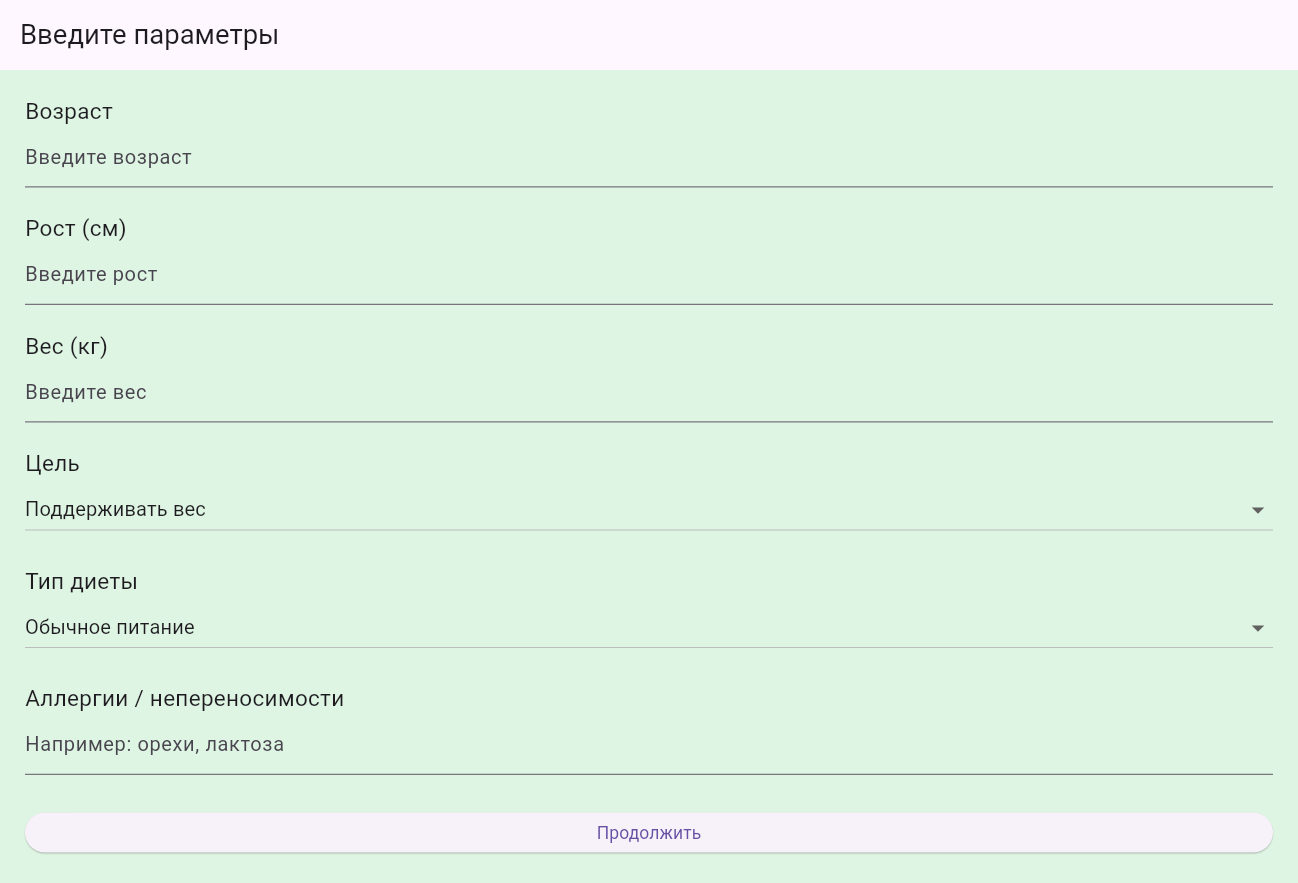 Введите параметры
Возраст
Введите возраст
Рост (см)
Введите рост
Вес (кг)
Введите вес
Цель
Поддерживать вес
Тип диеты
Обычное питание
Аллергии / непереносимости
Например: орехи, лактоза
Продолжить